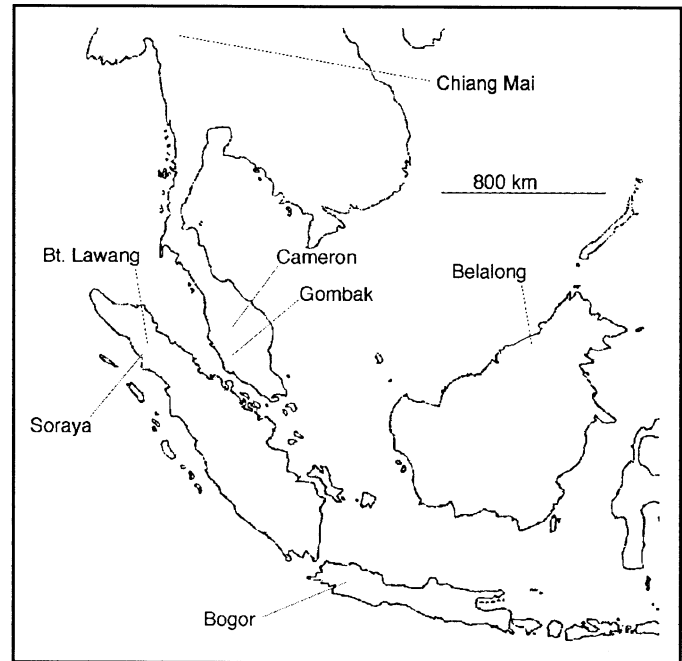 Chiang Mai
800 km
Bt. Lawang
Cameron
Belalong
Gombak
Soraya
Bogor